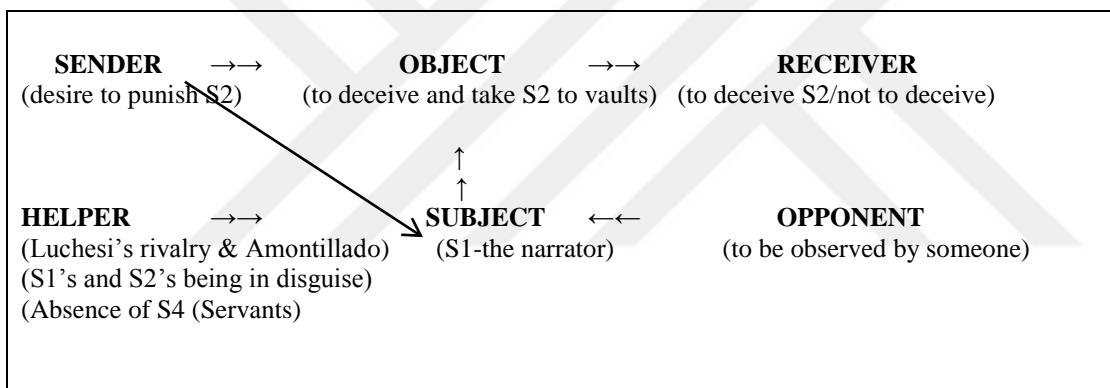 SENDER →→ OBJECT →→ RECEIVER
(desire to punish S2) (to deceive and take S2 to vaults) (to deceive S2/not to deceive)
↑
↑
HELPER →→ SUBJECT ←← OPPONENT
(Luchesi’s rivalry & Amontillado) (S1-the narrator) (to be observed by someone)
(S1’s and S2’s being in disguise)
(Absence of S4 (Servants)